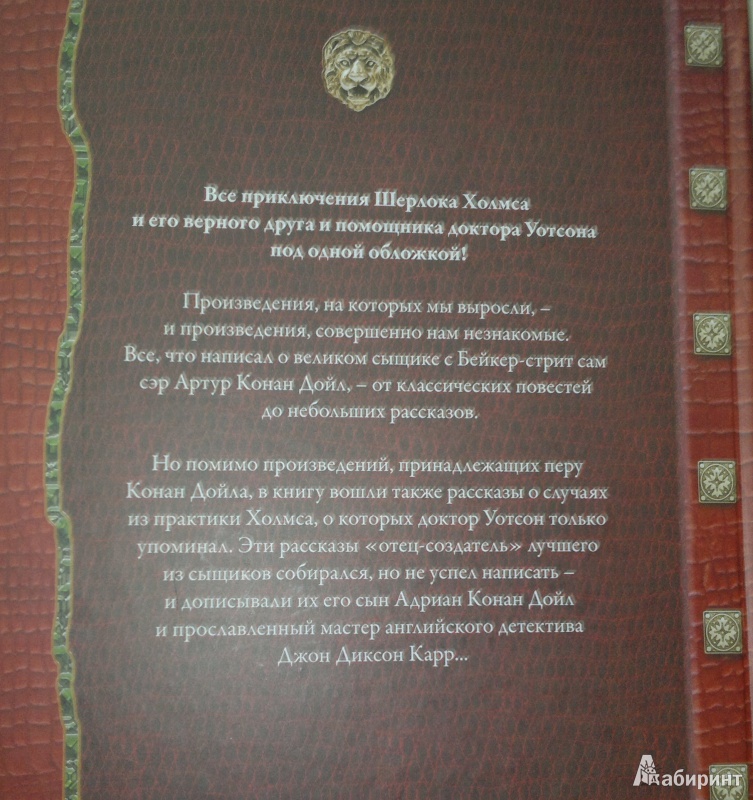 Все приключения Шерлока Холмса
и его верного друга и помощника доктора Уотсона
под одной обложкой!
Произведения, на которых мы выросли, –
и произведения, совершенно нам незнакомые.
Все, что написал о великом сыщике с Бейкер-стрит сам
сэр Артур Конан Дойл, – от классических повестей
до небольших рассказов.
Но помимо произведений, принадлежащих перу
Конан Дойла, в книгу вошли также рассказы о случаях
из практики Холмса, о которых доктор Уотсон только
упоминал. Эти рассказы «отец-создатель» лучшего
из сыщиков собирался, но не успел написать –
и дописывали их его сын Адриан Конан Дойл
и прославленный мастер английского детектива
Джон Диксон Карр...
Лабиринт